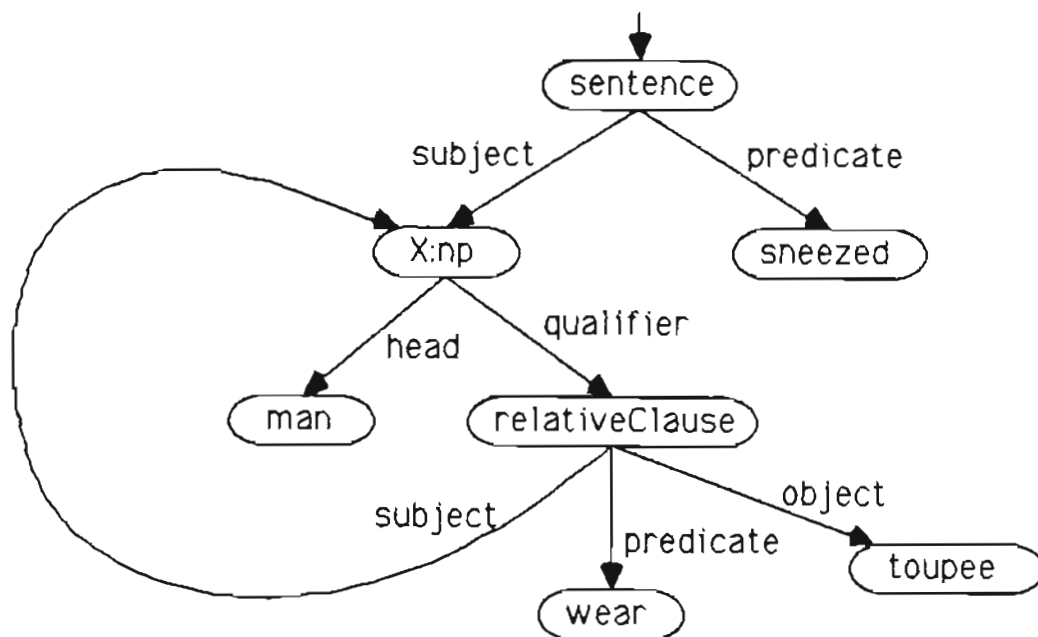 sentence
subject predicate
X:np sneezed
head qualifier
man relativeClause
subject predicate object
wear toupee